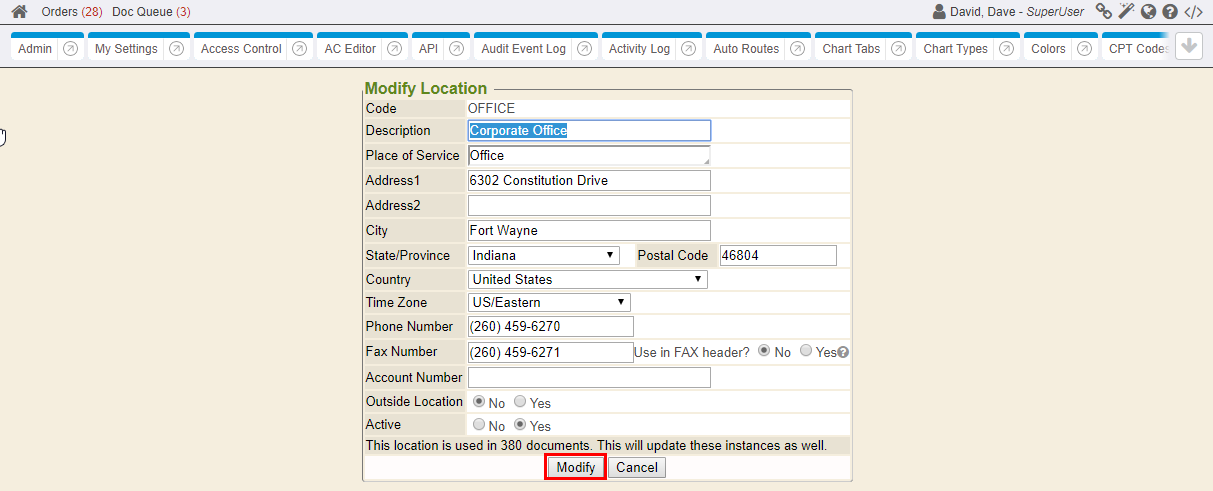 Orders (28) Doc Queue (3) David, Dave - SuperUser
Admin My Settings Access Control AC Editor API Audit Event Log Activity Log Auto Routes Chart Tabs Chart Types Colors CPT Codes
Modify Location
Code OFFICE
Description Corporate Office
Place of Service Office
Address1 6302 Constitution Drive
Address2
City Fort Wayne
State/Province Indiana Postal Code 46804
Country United States
Time Zone US/Eastern
Phone Number (260) 459-6270
Fax Number (260) 459-6271 Use in FAX header? No Yes
Account Number
Outside Location No Yes
Active No Yes
This location is used in 380 documents. This will update these instances as well.
Modify Cancel